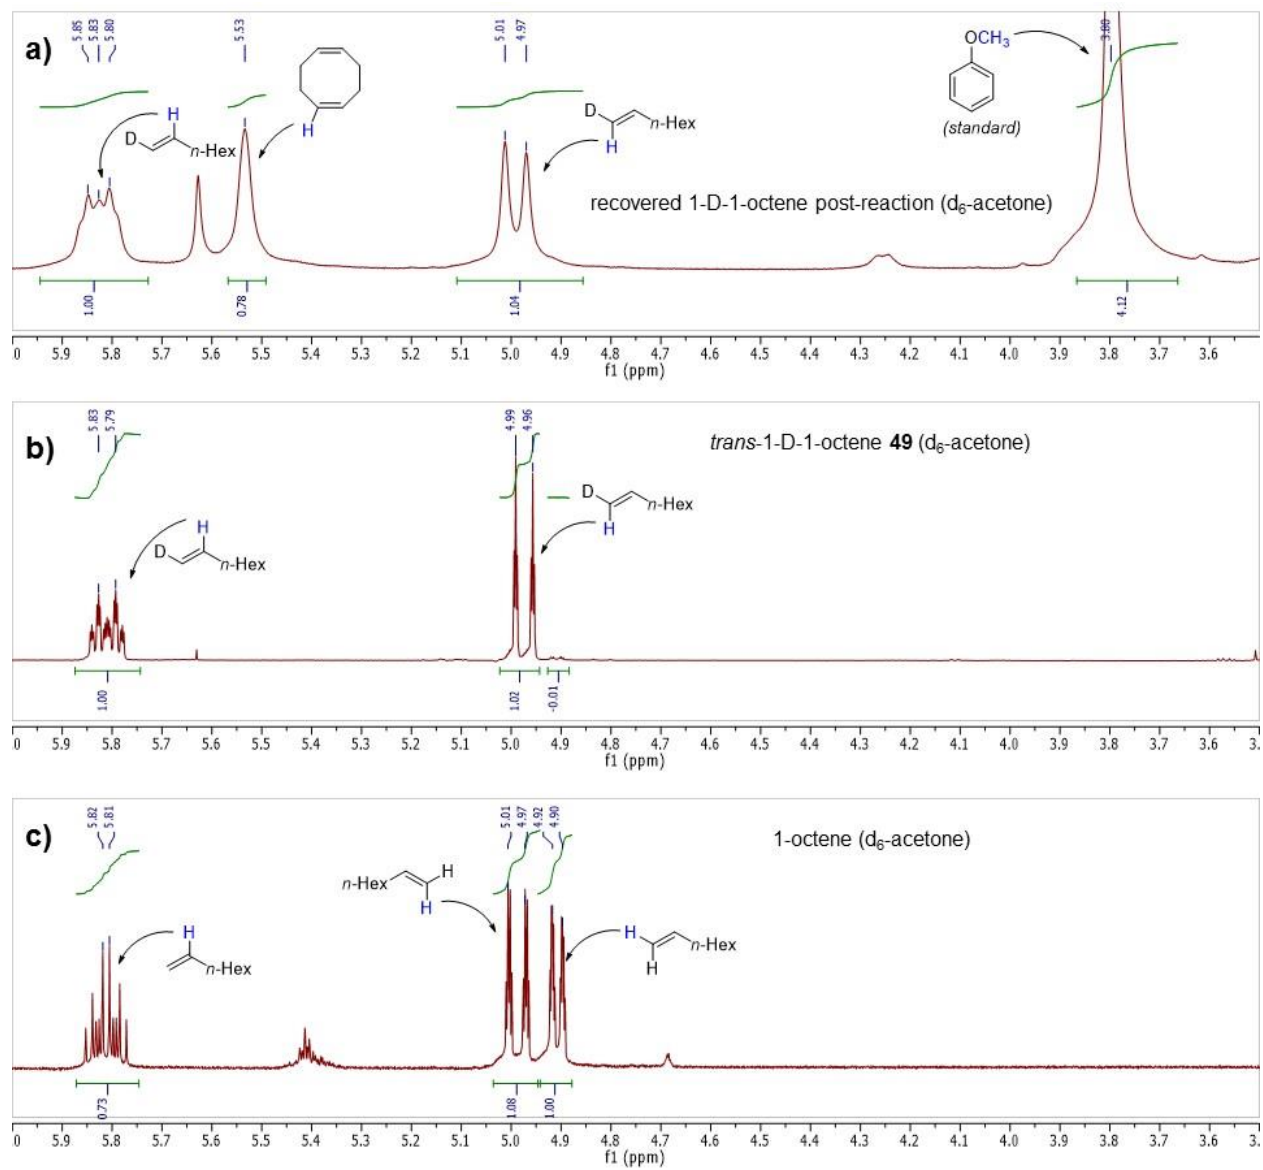 a)
5.85
5.83
5.80
5.53
5.01
4.97
3.80
OCH3
(standard)
H
D
n-Hex
H
D
n-Hex
H
recovered 1-D-1-octene post-reaction (d6-acetone)
1.00
0.78
1.04
4.12
0 5.9 5.8 5.7 5.6 5.5 5.4 5.3 5.2 5.1 5.0 4.9 4.8 4.7 4.6 4.5 4.4 4.3 4.2 4.1 4.0 3.9 3.8 3.7 3.6
f1 (ppm)
b)
5.83
5.79
4.99
4.96
trans-1-D-1-octene 49 (d6-acetone)
H
D
n-Hex
D
n-Hex
H
1.00
1.02
-0.01
0 5.9 5.8 5.7 5.6 5.5 5.4 5.3 5.2 5.1 5.0 4.9 4.8 4.7 4.6 4.5 4.4 4.3 4.2 4.1 4.0 3.9 3.8 3.7 3.6 3.
f1 (ppm)
c)
5.82
5.81
5.01
4.97
4.92
4.90
1-octene (d6-acetone)
H
n-Hex
n-Hex
H
H
H
n-Hex
H
0.73
1.08
1.00
0 5.9 5.8 5.7 5.6 5.5 5.4 5.3 5.2 5.1 5.0 4.9 4.8 4.7 4.6 4.5 4.4 4.3 4.2 4.1 4.0 3.9 3.8 3.7 3.6 3.
f1 (ppm)